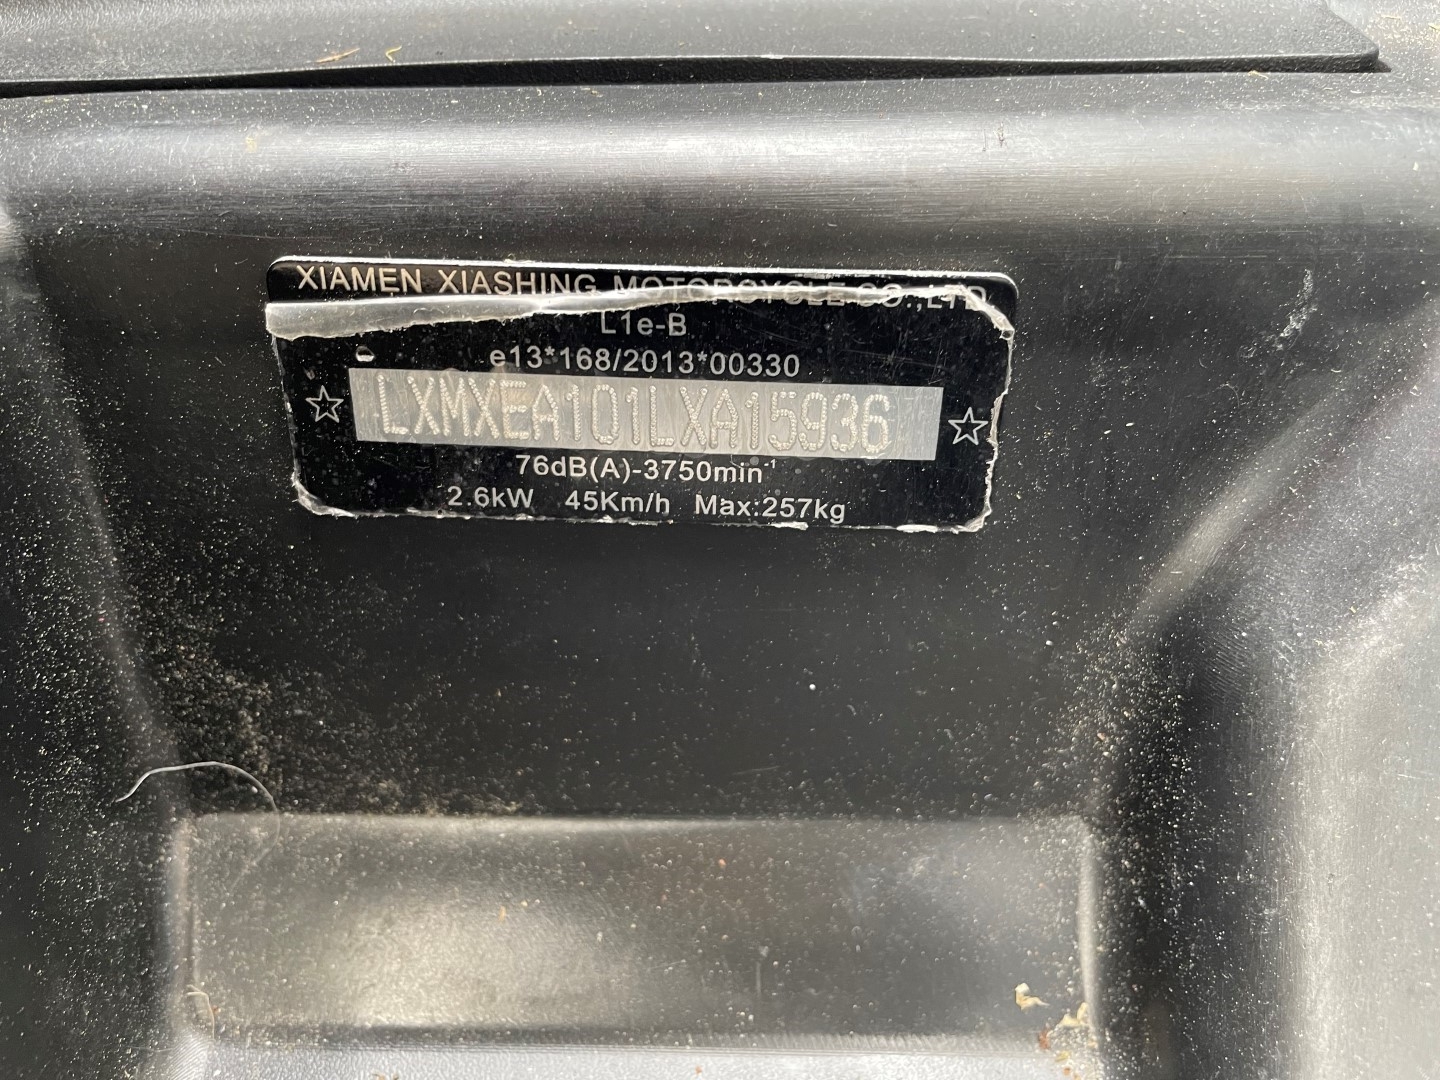 XIAMEN XIASHING MOTORCYCLE CO.,LTD
L1e-B
e13*168/2013*00330
☆ LXMXEA101LXA15936 ☆
76dB(A)-3750min⁻¹
2.6kW 45Km/h Max:257kg